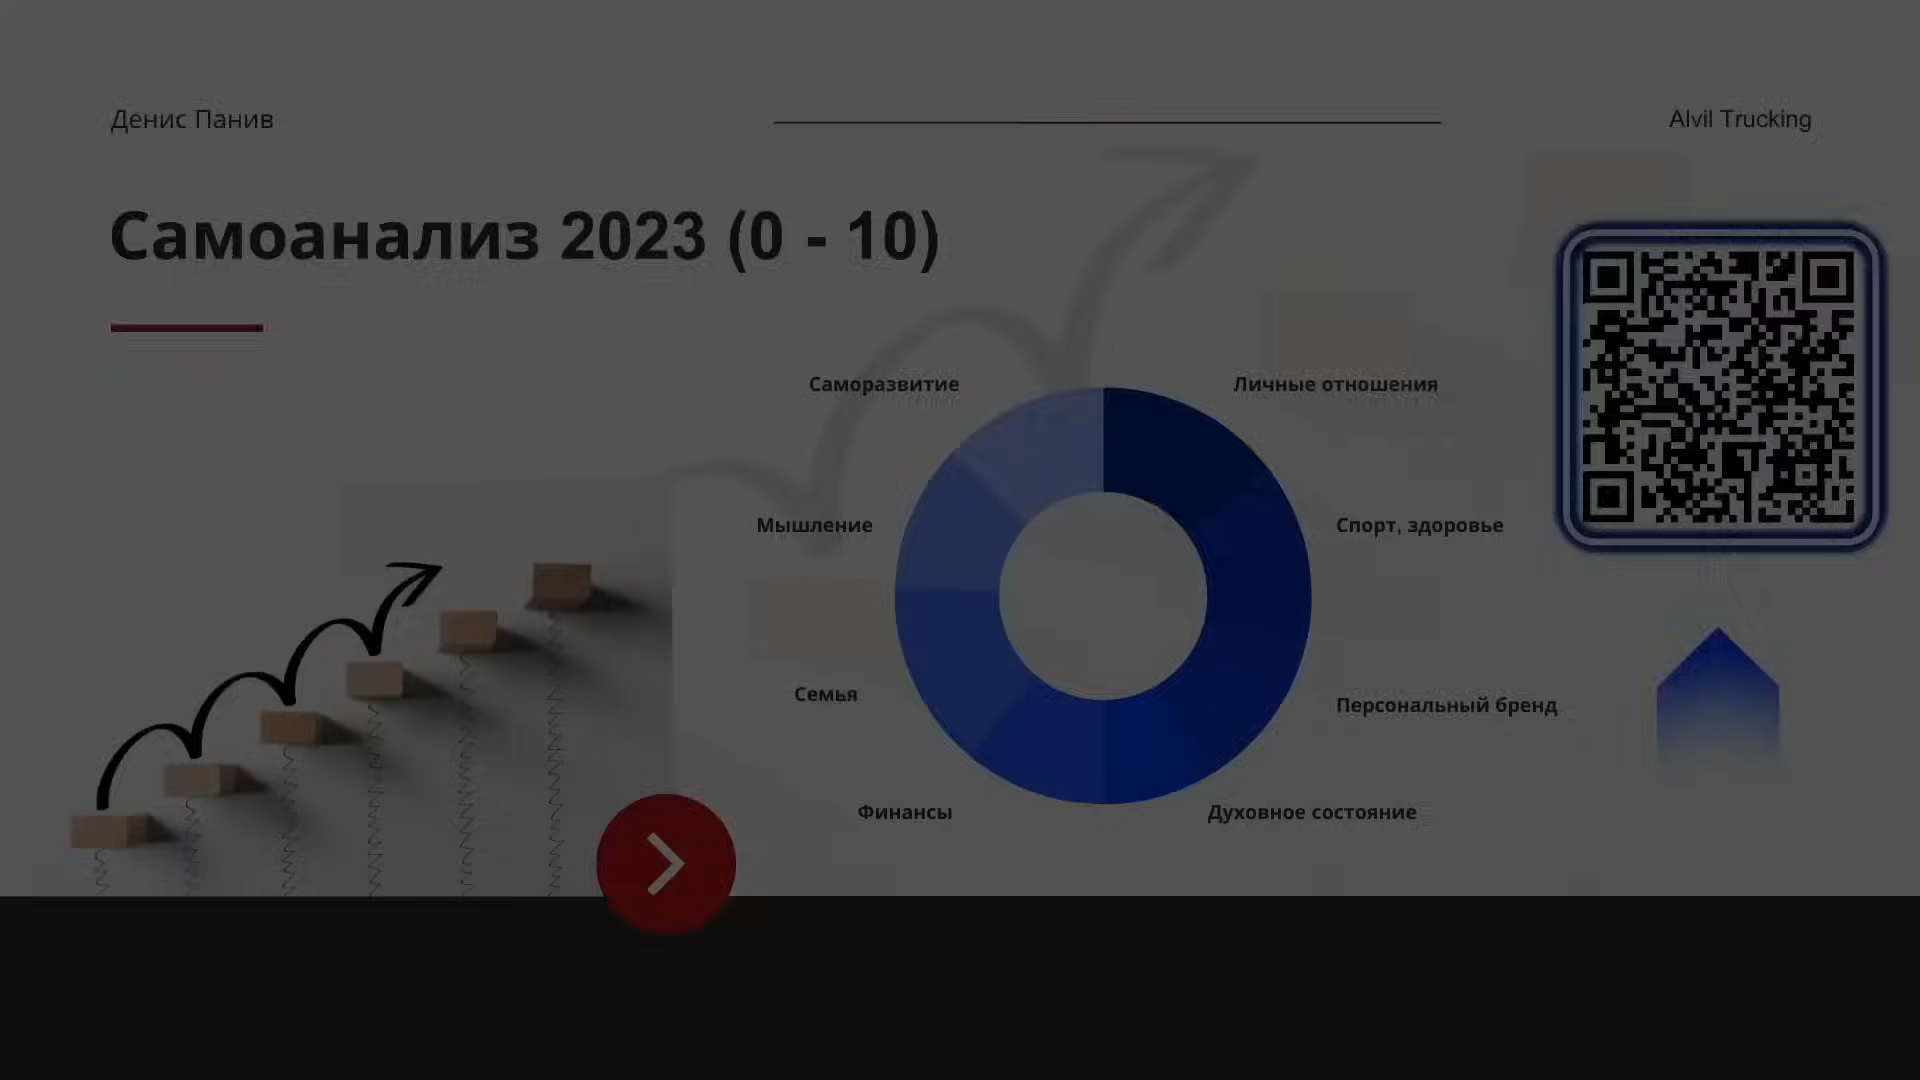 Денис Панив
Alvil Trucking
Самоанализ 2023 (0 - 10)
Саморазвитие
Личные отношения
Мышление
Спорт, здоровье
Семья
Персональный бренд
Финансы
Духовное состояние